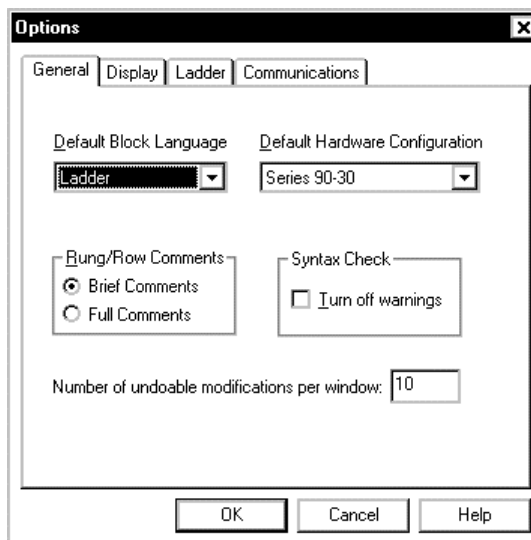 Options
General Display Ladder Communications
Default Block Language Default Hardware Configuration
Ladder Series 90-30
Rung/Row Comments Syntax Check
Brief Comments Turn off warnings
Full Comments
Number of undoable modifications per window: 10
OK Cancel Help